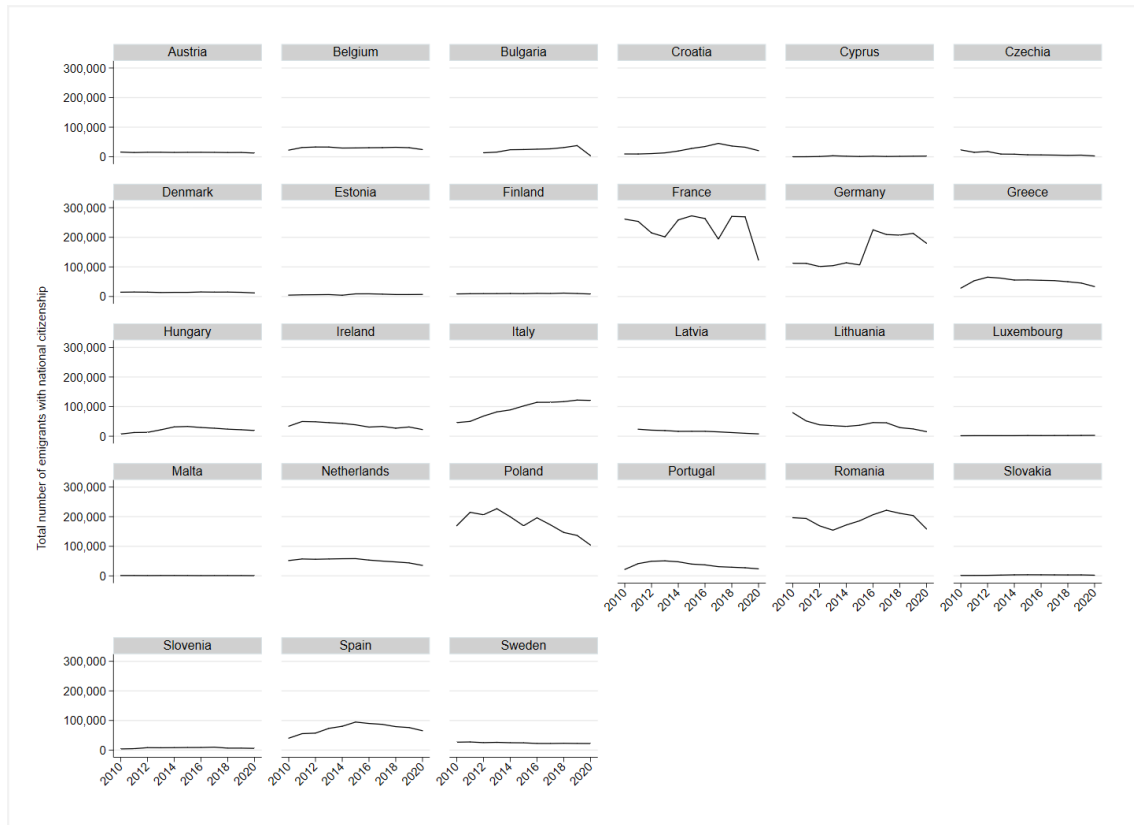 Total number of emigrants with national citizenship
Austria Belgium Bulgaria Croatia Cyprus Czechia
300,000
200,000
100,000
0
Denmark Estonia Finland France Germany Greece
300,000
200,000
100,000
0
Hungary Ireland Italy Latvia Lithuania Luxembourg
300,000
200,000
100,000
0
Malta Netherlands Poland Portugal Romania Slovakia
300,000
200,000
100,000
0
2010 2012 2014 2016 2018 2020 2010 2012 2014 2016 2018 2020 2010 2012 2014 2016 2018 2020
Slovenia Spain Sweden
300,000
200,000
100,000
0
2010 2012 2014 2016 2018 2020 2010 2012 2014 2016 2018 2020 2010 2012 2014 2016 2018 2020